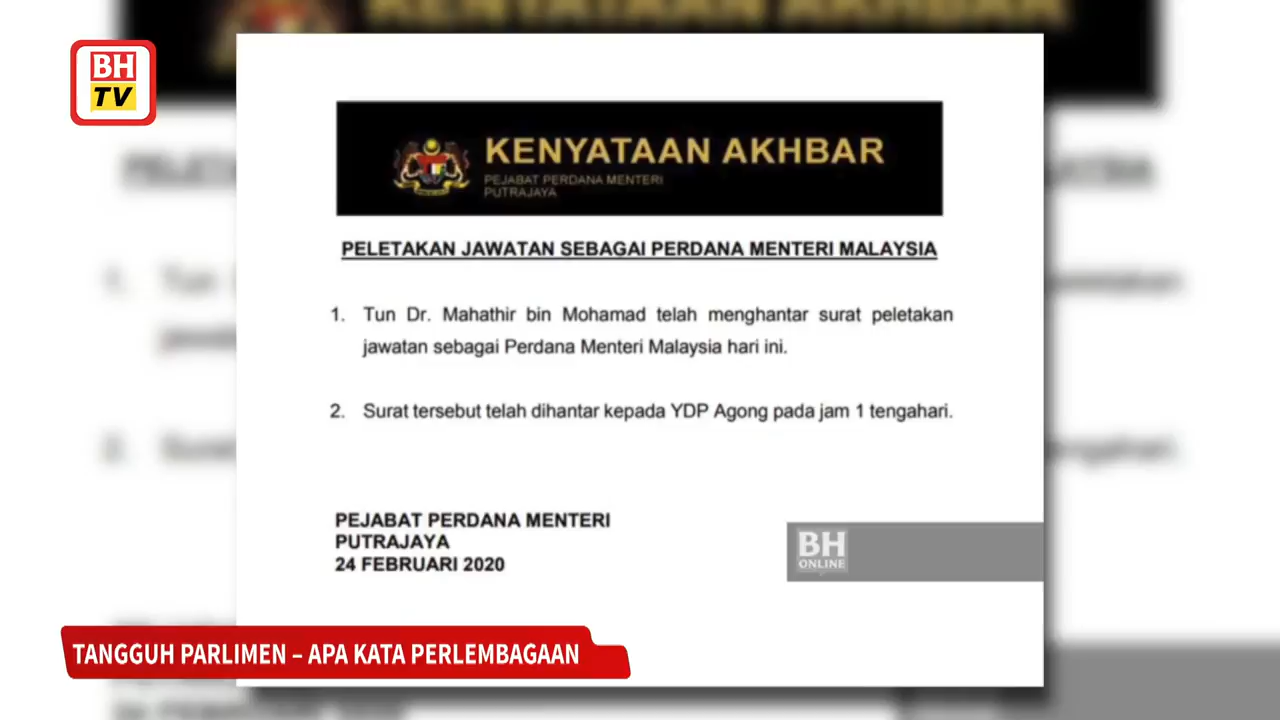 KENYATAAN AKHBAR
BH
TV
KENYATAAN AKHBAR
PEJABAT PERDANA MENTERI
PUTRAJAYA
PELETAKAN JAWATAN SEBAGAI PERDANA MENTERI MALAYSIA
1. Tun Dr. Mahathir bin Mohamad telah menghantar surat peletakan
jawatan sebagai Perdana Menteri Malaysia hari ini.
2. Surat tersebut telah dihantar kepada YDP Agong pada jam 1 tengahari.
PEJABAT PERDANA MENTERI
PUTRAJAYA
24 FEBRUARI 2020
BH
ONLINE
TANGGUH PARLIMEN – APA KATA PERLEMBAGAAN